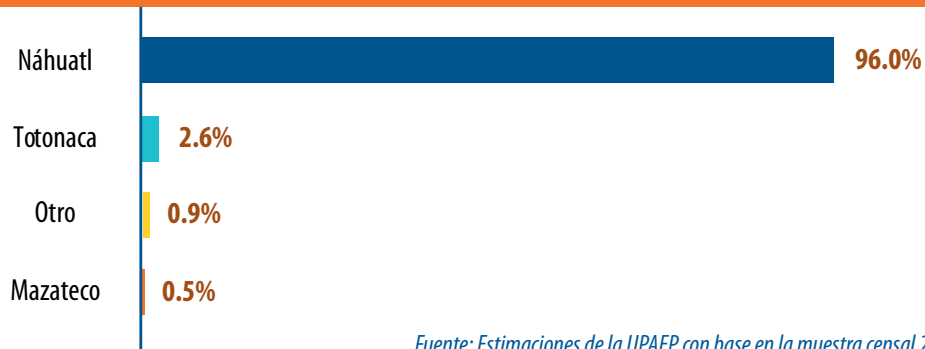 Náhuatl 96.0%
Totonaca 2.6%
Otro 0.9%
Mazateco 0.5%
Fuente: Estimaciones de la UPAEP con base en la muestra censal 2